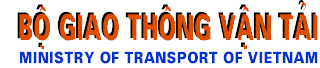 BỘ GIAO THÔNG VẬN TẢI
MINISTRY OF TRANSPORT OF VIETNAM